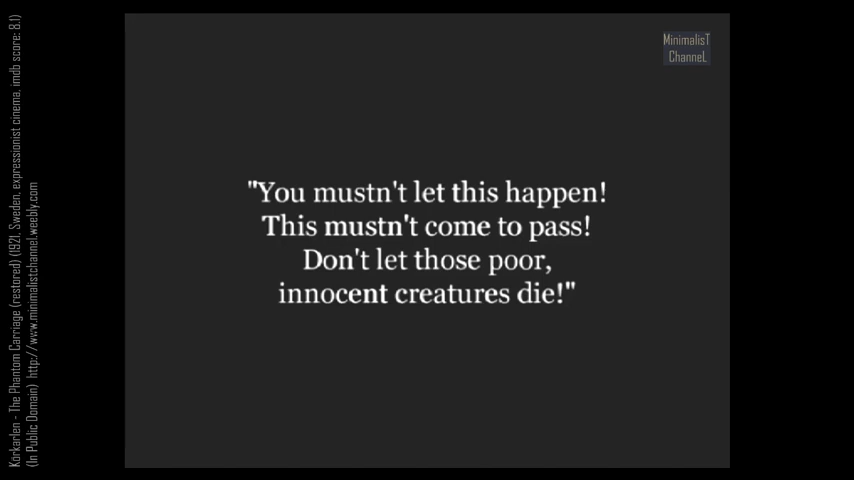 Körkarlen - The Phantom Carriage (restored) (1921, Sweden, expressionist cinema, imdb score: 8.1)
(In Public Domain) http://www.minimalistchannel.weebly.com
MinimalisT
ChanneL
"You mustn't let this happen!
This mustn't come to pass!
Don't let those poor,
innocent creatures die!"